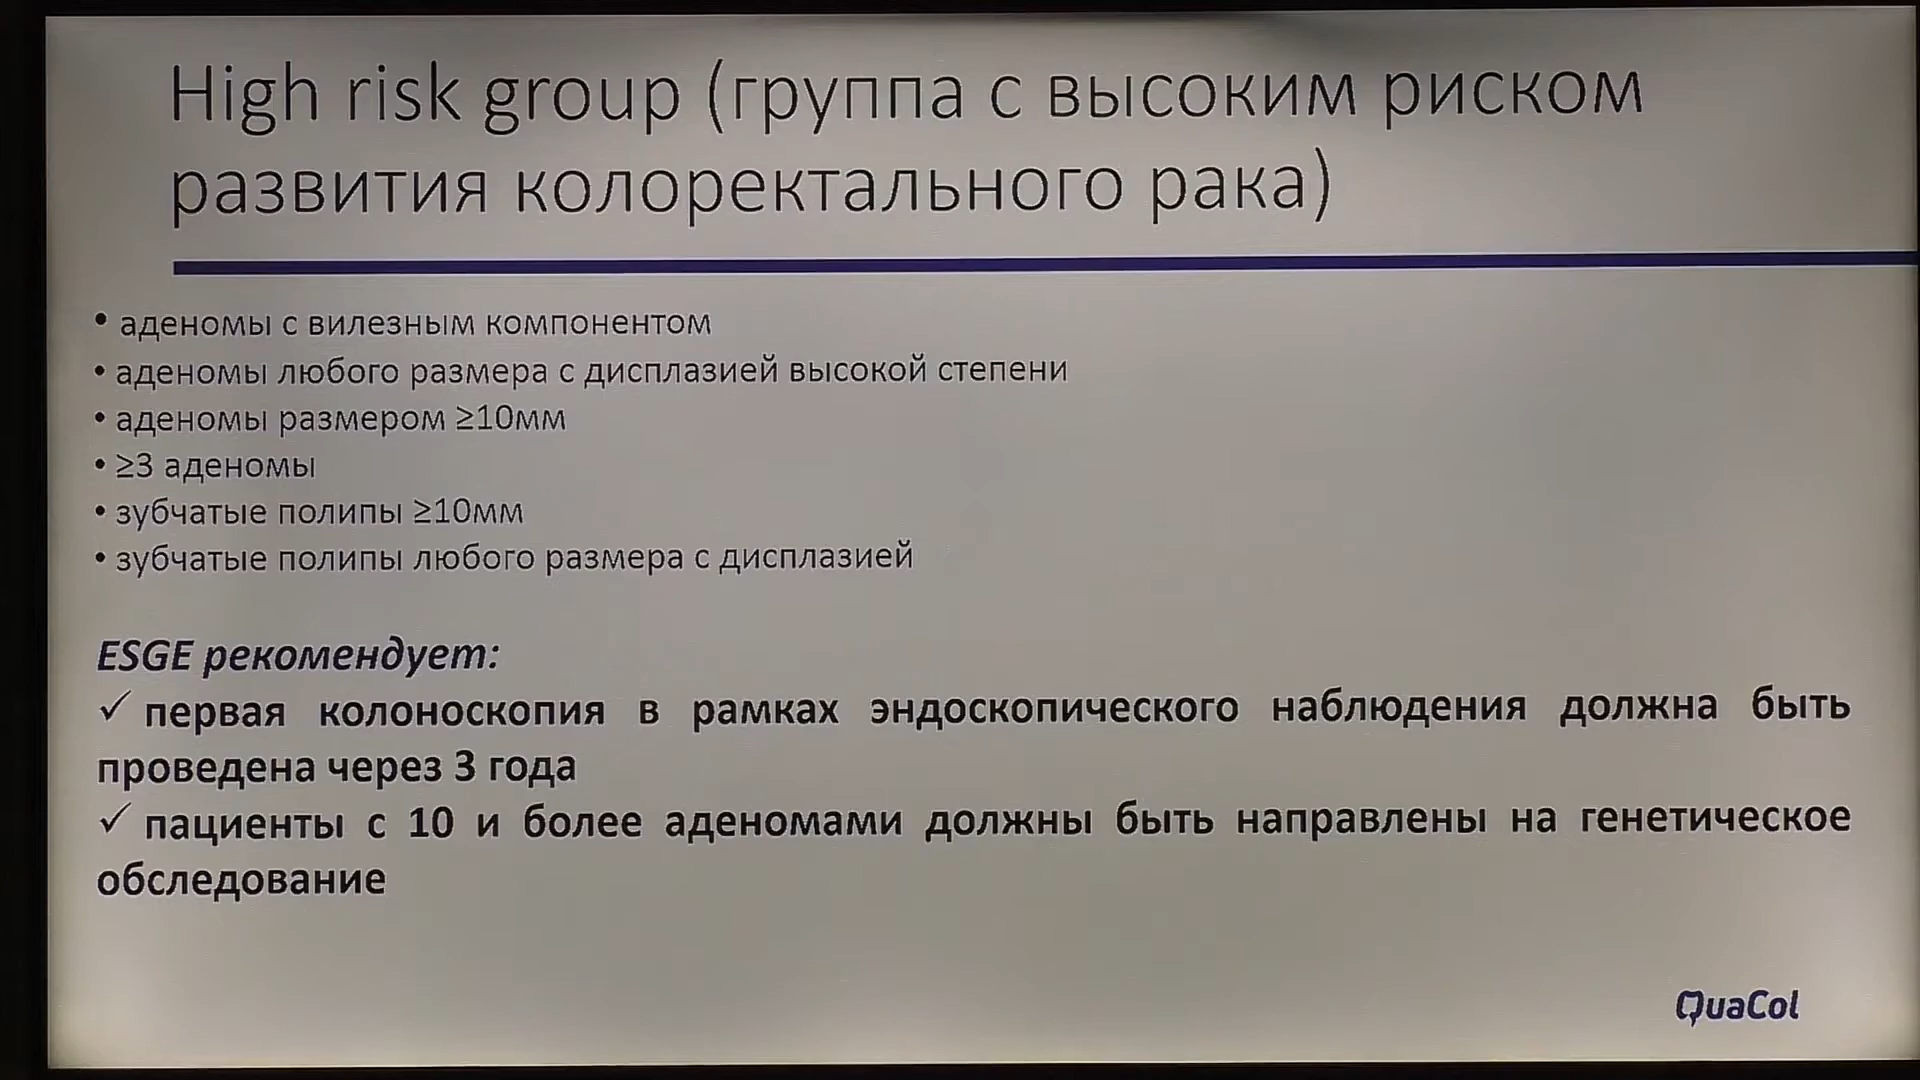 High risk group (группа с высоким риском
развития колоректального рака)
• аденомы с вилезным компонентом
• аденомы любого размера с дисплазией высокой степени
• аденомы размером ≥10мм
• ≥3 аденомы
• зубчатые полипы ≥10мм
• зубчатые полипы любого размера с дисплазией
ESGE рекомендует:
✓ первая колоноскопия в рамках эндоскопического наблюдения должна быть
проведена через 3 года
✓ пациенты с 10 и более аденомами должны быть направлены на генетическое
обследование
QuaCol